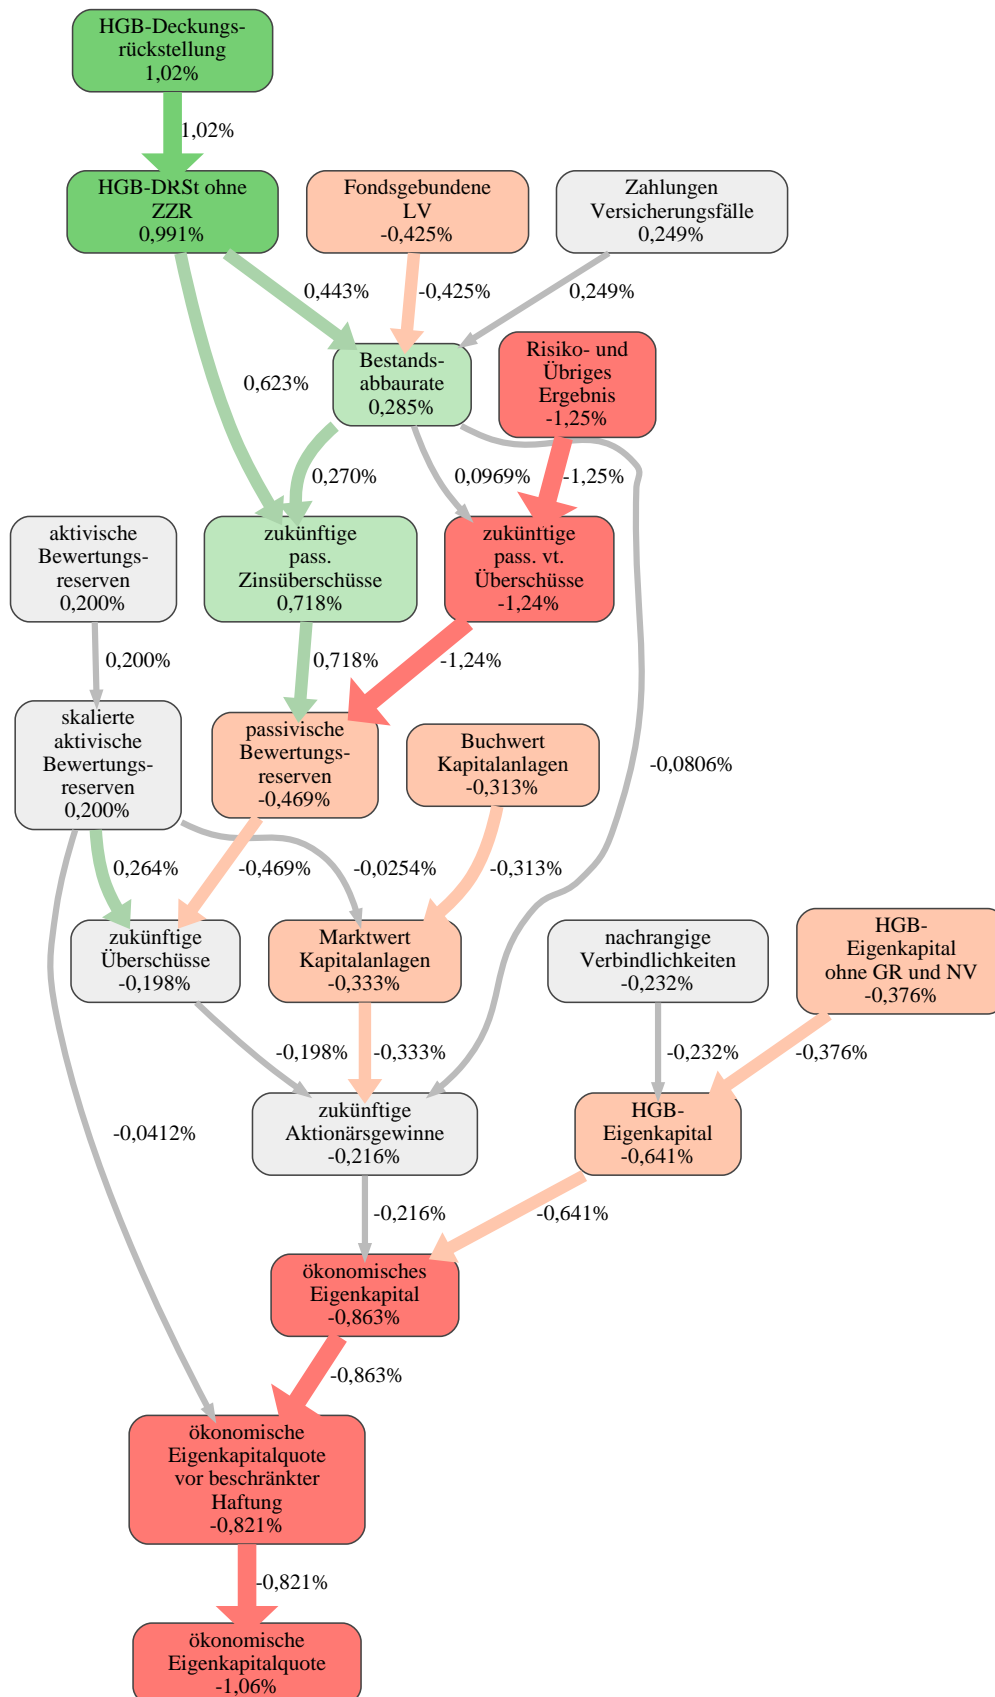 HGB-Deckungs-
rückstellung
1,02%
1,02%
HGB-DRSt ohne
ZZR
0,991%
Fondsgebundene
LV
-0,425%
Zahlungen
Versicherungsfälle
0,249%
0,443%
-0,425%
0,249%
Bestands-
abbaurate
0,285%
Risiko- und
Übriges
Ergebnis
-1,25%
0,623%
0,270%
0,0969%
-1,25%
aktivische
Bewertungs-
reserven
0,200%
zukünftige
pass.
Zinsüberschüsse
0,718%
zukünftige
pass. vt.
Überschüsse
-1,24%
0,200%
0,718%
-1,24%
skalierte
aktivische
Bewertungs-
reserven
0,200%
passivische
Bewertungs-
reserven
-0,469%
Buchwert
Kapitalanlagen
-0,313%
-0,0806%
0,264%
-0,469%
-0,0254%
-0,313%
zukünftige
Überschüsse
-0,198%
Marktwert
Kapitalanlagen
-0,333%
nachrangige
Verbindlichkeiten
-0,232%
HGB-
Eigenkapital
ohne GR und NV
-0,376%
-0,198%
-0,333%
-0,232%
-0,376%
-0,0412%
zukünftige
Aktionärsgewinne
-0,216%
HGB-
Eigenkapital
-0,641%
-0,216%
-0,641%
ökonomisches
Eigenkapital
-0,863%
-0,863%
ökonomische
Eigenkapitalquote
vor beschränkter
Haftung
-0,821%
-0,821%
ökonomische
Eigenkapitalquote
-1,06%